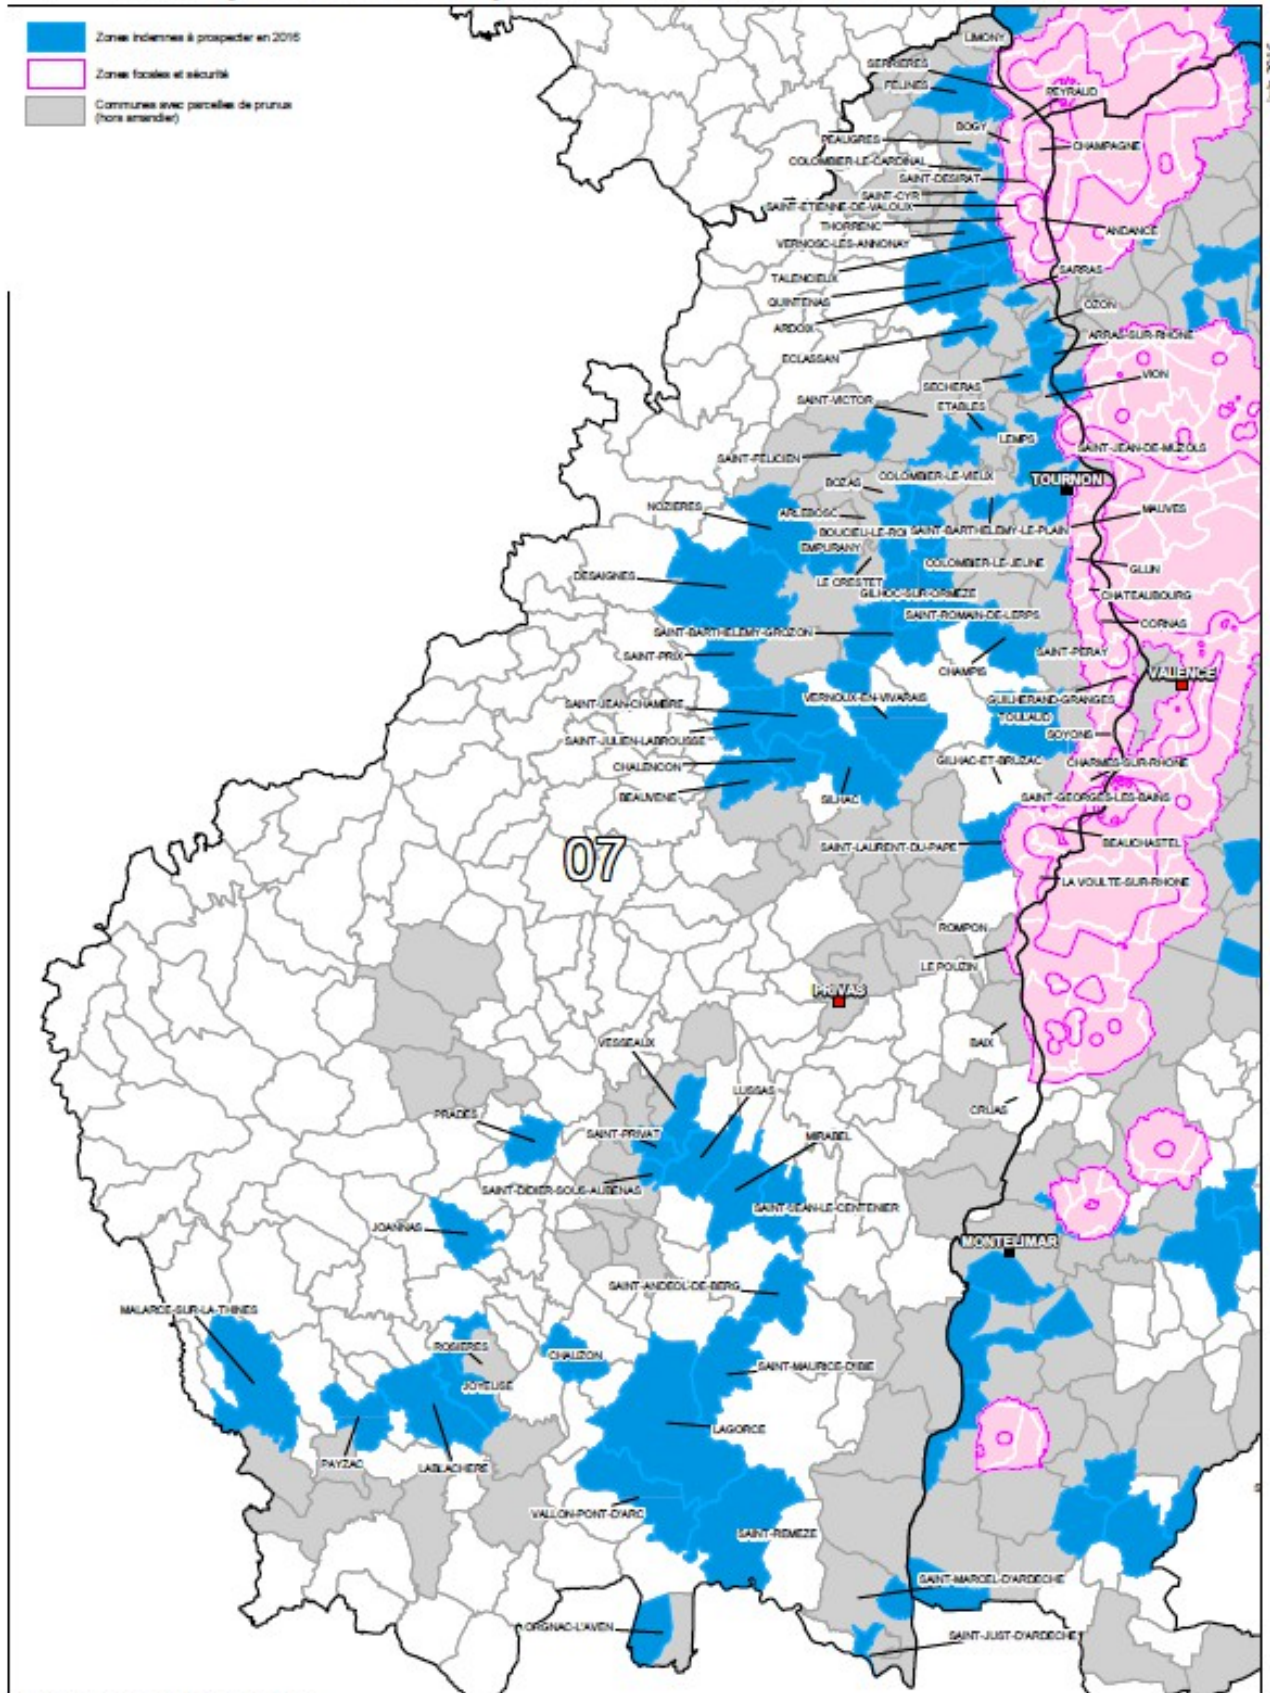 Zones indemnes à prospecter en 2016
Zones focales et sécurité
Communes avec parcelles de prunus
(hors amandier)
LIMONY
SERRIERES
FELINES
PEYRAUD
BOGY
PEAUGRES
CHAMPAGNE
COLOMBIER-LE-CARDINAL
SAINT-DESIRAT
SAINT-CYR
SAINT-ETIENNE-DE-VALOUX
THORRENC
ANDANCE
VERNOSC-LES-ANNONAY
SARRAS
TALENCIEUX
QUINTENAS
OZON
ARDOIX
ARRAS-SUR-RHONE
ECLASSAN
VION
SECHERAS
SAINT-VICTOR
ETABLES
LEMPS
SAINT-JEAN-DE-MUZOLS
SAINT-FELICIEN
COLOMBIER-LE-VIEUX
TOURNON
BOZAS
NOZIERES
MAUVES
ARLEBOSC
BOUCIEU-LE-ROI
SAINT-BARTHELEMY-LE-PLAIN
EMPURANY
COLOMBIER-LE-JEUNE
GLUN
DESAIGNES
LE CRESTET
GILHOC-SUR-ORMEZE
CHATEAUBOURG
SAINT-ROMAIN-DE-LERPS
CORNAS
SAINT-BARTHELEMY-GROZON
SAINT-PERAY
SAINT-PRIX
CHAMPIS
VALENCE
SAINT-JEAN-CHAMBRE
VERNOUX-EN-VIVARAIS
GUILHERAND-GRANGES
TOULAUD
SOYONS
SAINT-JULIEN-LABROUSSE
GILHAC-ET-BRUZAC
CHARMES-SUR-RHONE
CHALENCON
BEAUVENE
SILHAC
SAINT-GEORGES-LES-BAINS
07
SAINT-LAURENT-DU-PAPE
BEAUCHASTEL
LA VOULTE-SUR-RHONE
ROMPON
LE POUZIN
PRIVAS
VESSEAUX
BAIX
LUSSAS
CRUAS
PRADES
SAINT-PRIVAT
MIRABEL
SAINT-DIDIER-SOUS-AUBENAS
SAINT-JEAN-LE-CENTENIER
JOANNAS
MONTELIMAR
SAINT-ANDEOL-DE-BERG
MALARCE-SUR-LA-THINES
ROSIERES
CHAUZON
SAINT-MAURICE-D'IBIE
JOYEUSE
LAGORCE
PAYZAC
LABLACHERE
VALLON-PONT-D'ARC
SAINT-REMEZE
SAINT-MARCEL-D'ARDECHE
ORGNAC-L'AVEN
SAINT-JUST-D'ARDECHE